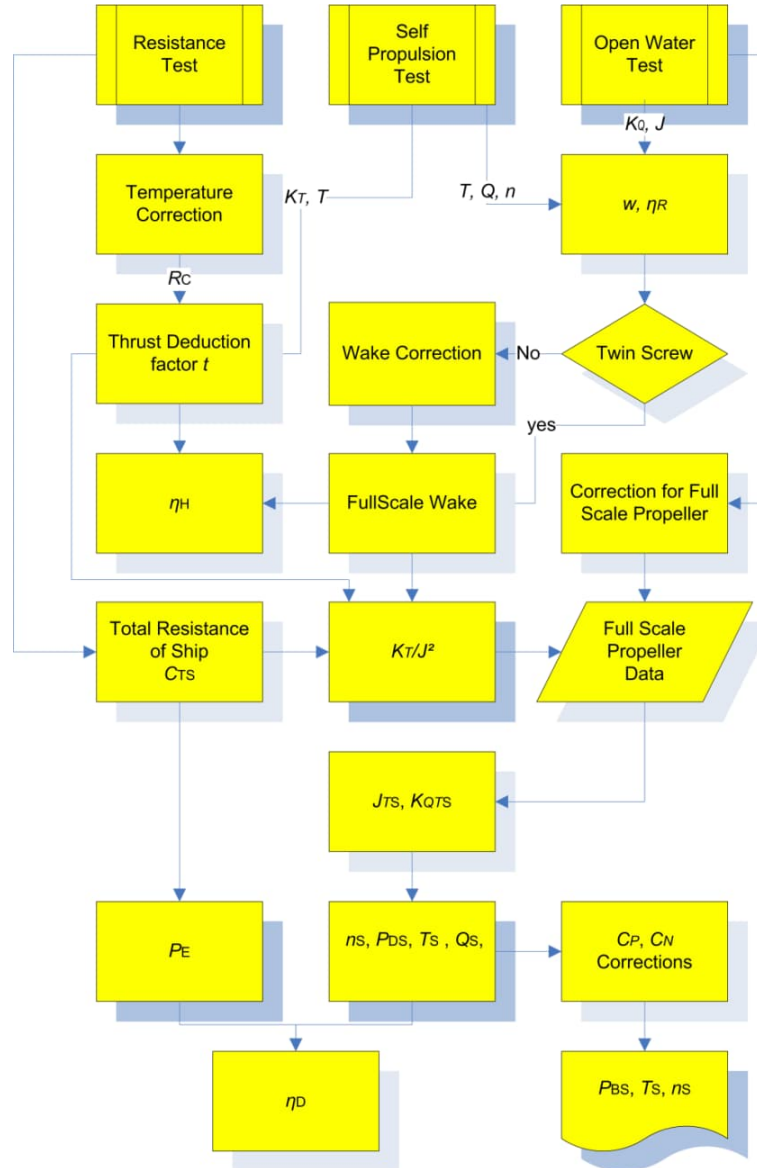 Resistance
Test
Self
Propulsion
Test
Open Water
Test
KQ, J
Temperature
Correction
KT, T
T, Q, n
w, ηR
RC
Thrust Deduction
factor t
Wake Correction
No
Twin Screw
yes
ηH
FullScale Wake
Correction for Full
Scale Propeller
Total Resistance
of Ship
CTS
KT/J²
Full Scale
Propeller
Data
JTS, KQTS
PE
nS, PDS, TS , QS,
CP, CN
Corrections
ηD
PBS, TS, nS